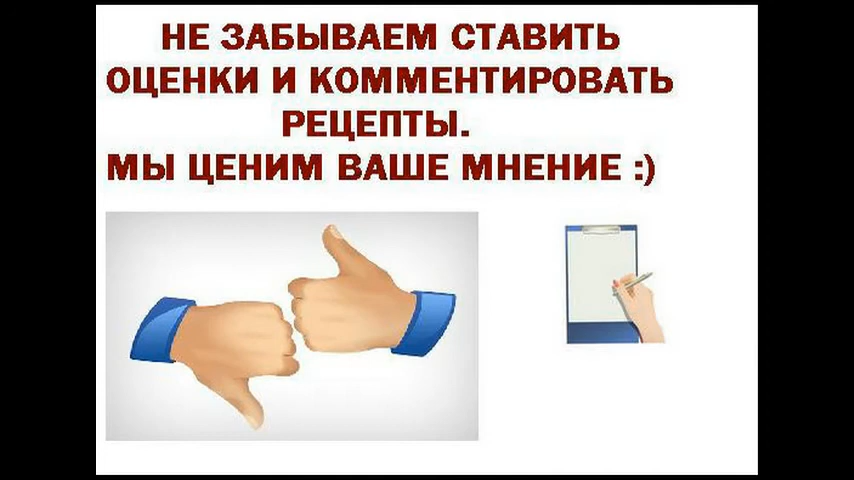 НЕ ЗАБЫВАЕМ СТАВИТЬ
ОЦЕНКИ И КОММЕНТИРОВАТЬ
РЕЦЕПТЫ.
МЫ ЦЕНИМ ВАШЕ МНЕНИЕ :)